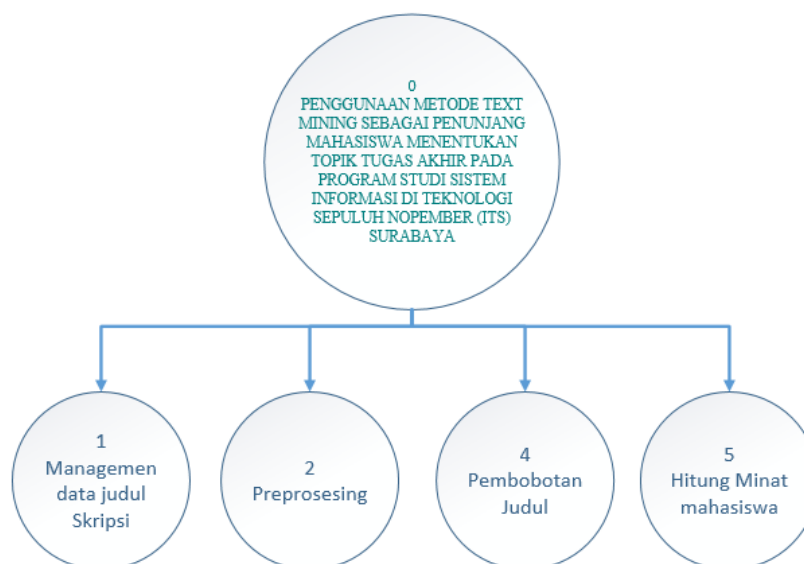 0
PENGGUNAAN METODE TEXT
MINING SEBAGAI PENUNJANG
MAHASISWA MENENTUKAN
TOPIK TUGAS AKHIR PADA
PROGRAM STUDI SISTEM
INFORMASI DI TEKNOLOGI
SEPULUH NOPEMBER (ITS)
SURABAYA
1
Managemen
data judul
Skripsi
2
Preprosesing
4
Pembobotan
Judul
5
Hitung Minat
mahasiswa